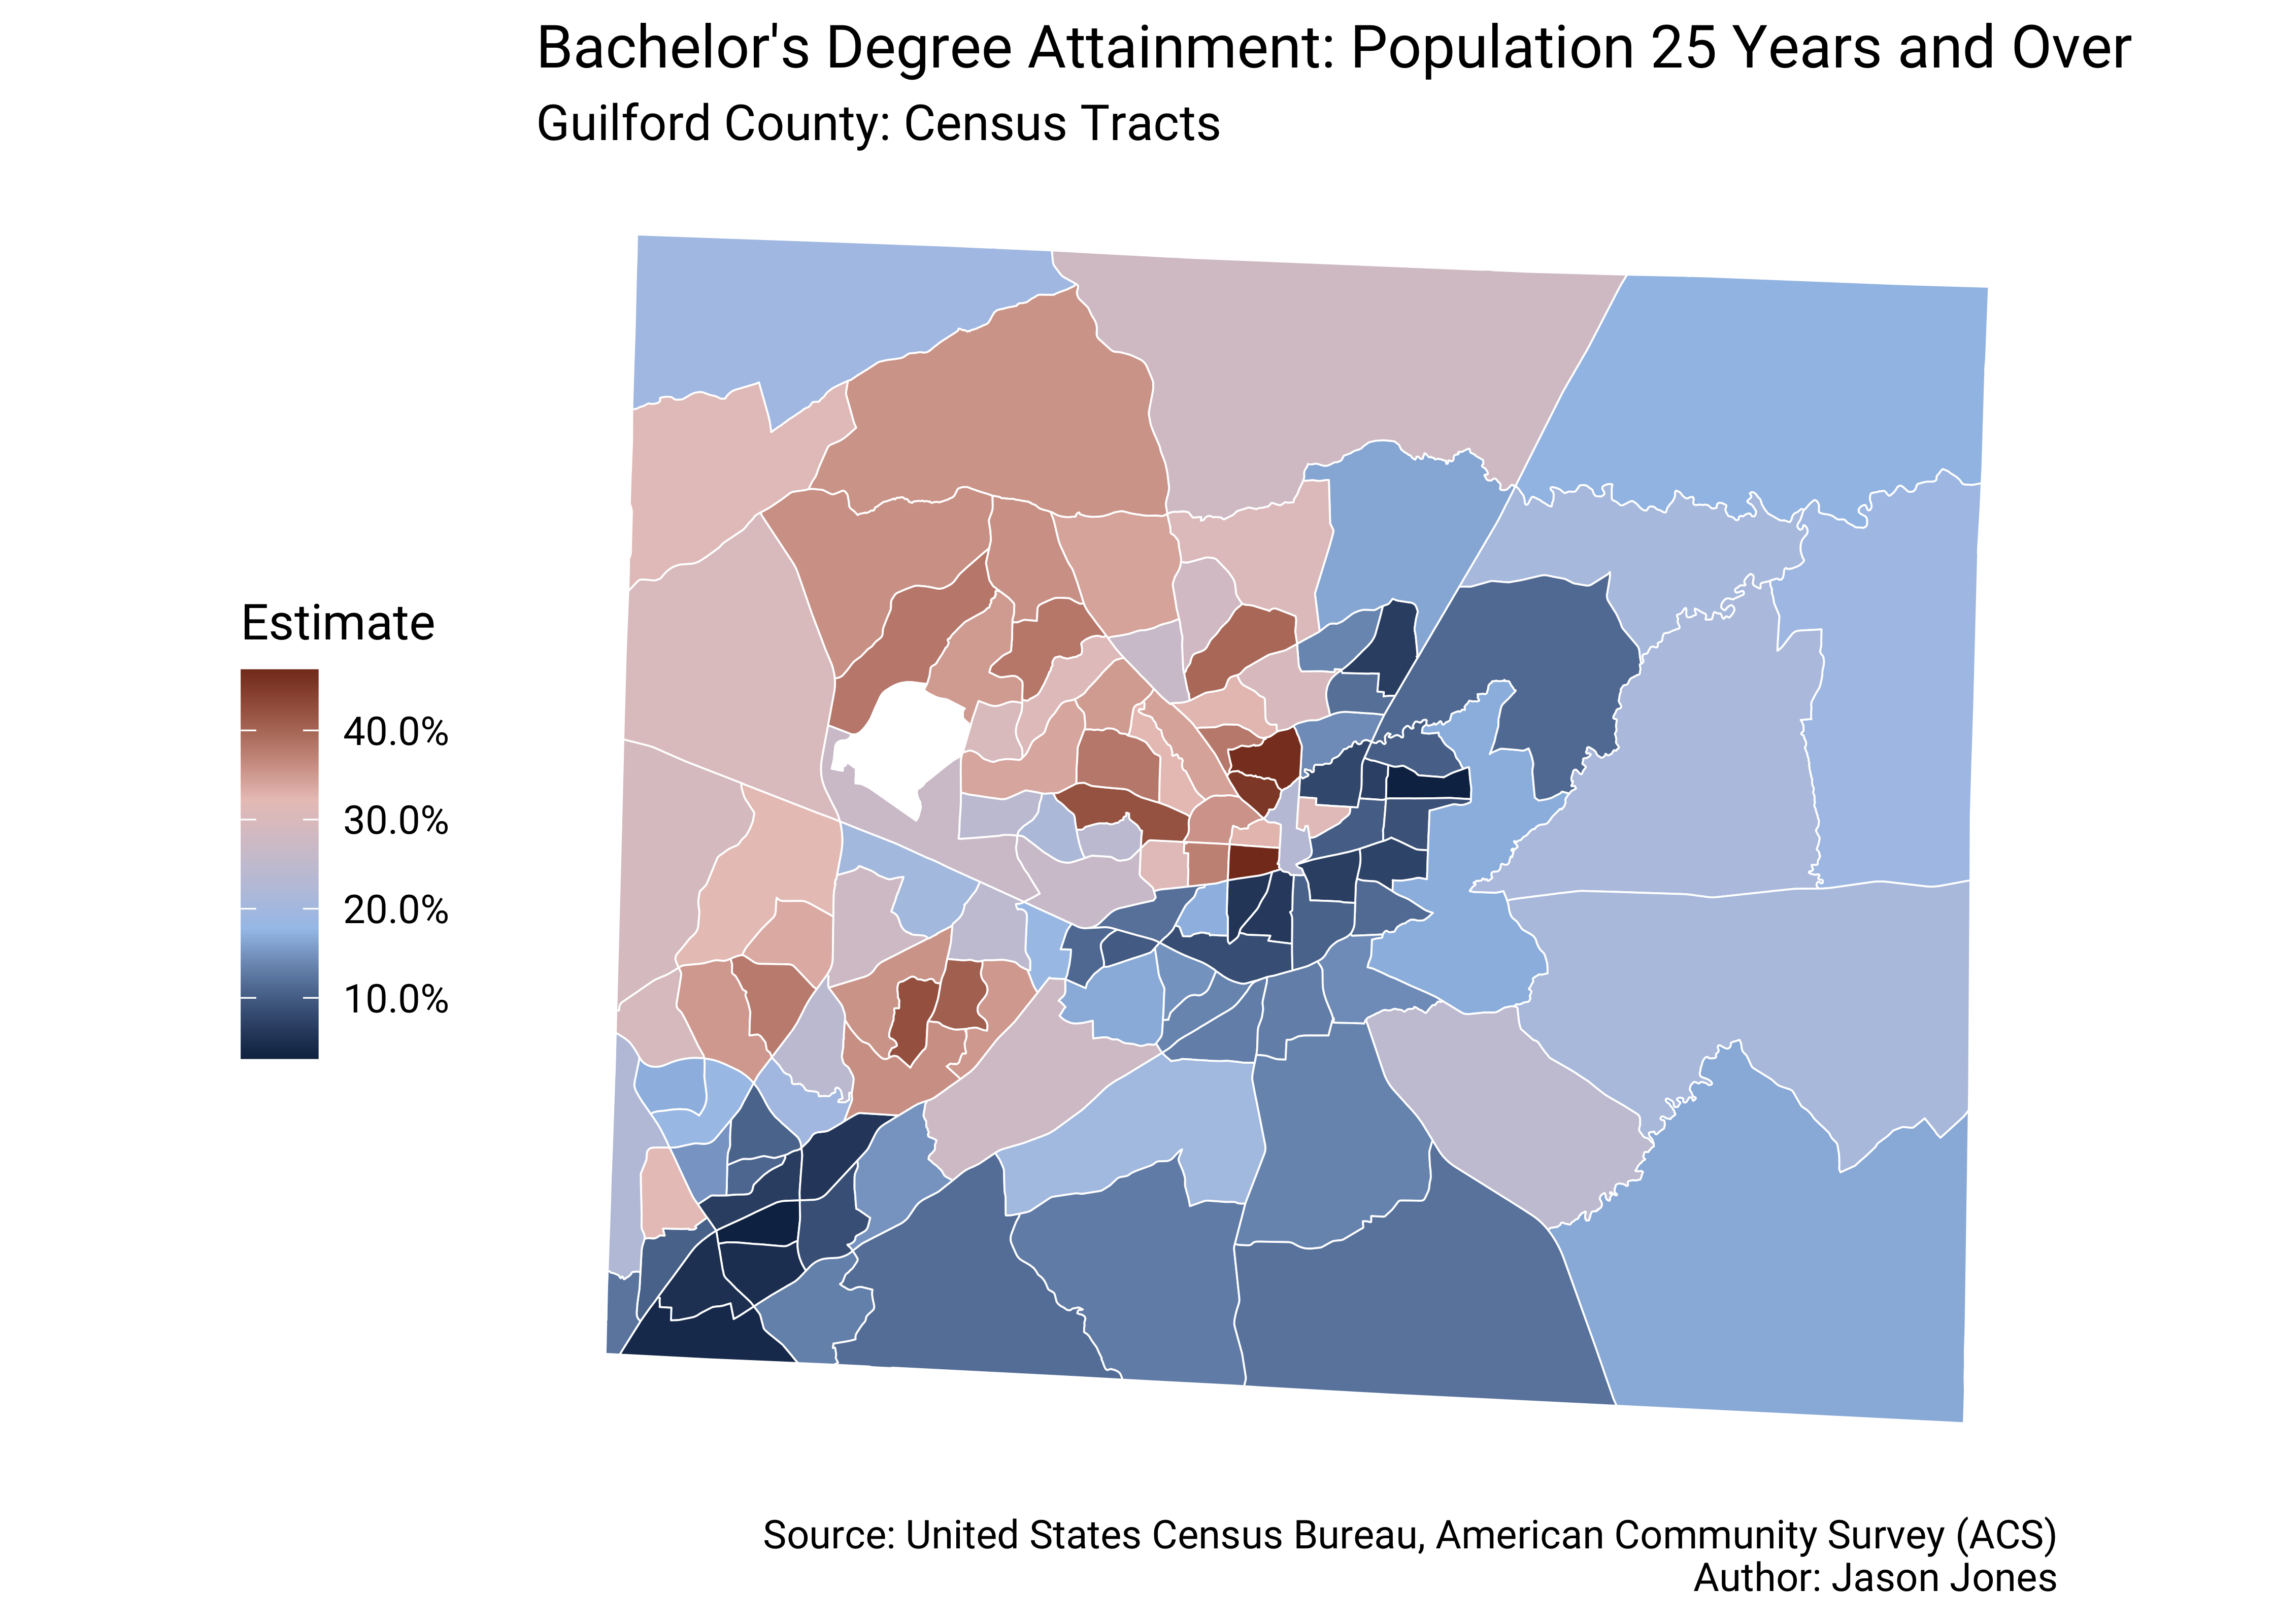 Bachelor's Degree Attainment: Population 25 Years and Over
Guilford County: Census Tracts
Estimate
40.0%
30.0%
20.0%
10.0%
Source: United States Census Bureau, American Community Survey (ACS)
Author: Jason Jones